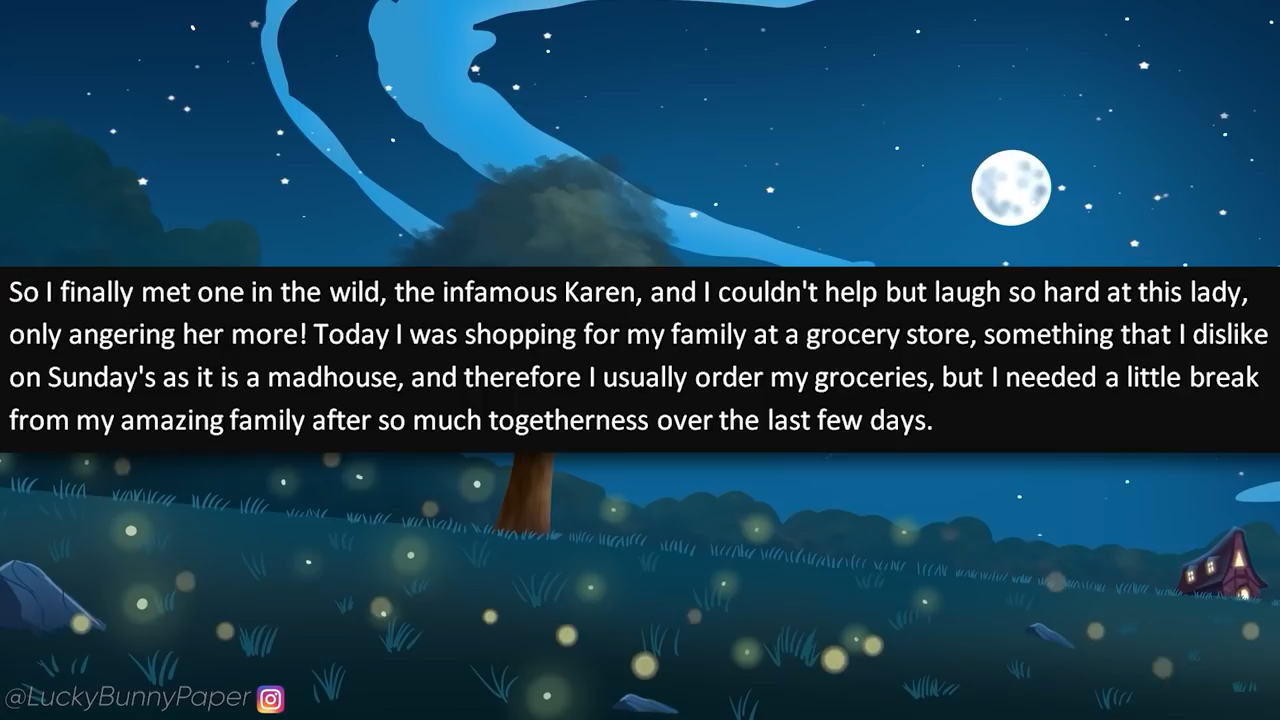 So I finally met one in the wild, the infamous Karen, and I couldn't help but laugh so hard at this lady,
only angering her more! Today I was shopping for my family at a grocery store, something that I dislike
on Sunday's as it is a madhouse, and therefore I usually order my groceries, but I needed a little break
from my amazing family after so much togetherness over the last few days.
@LuckyBunnyPaper